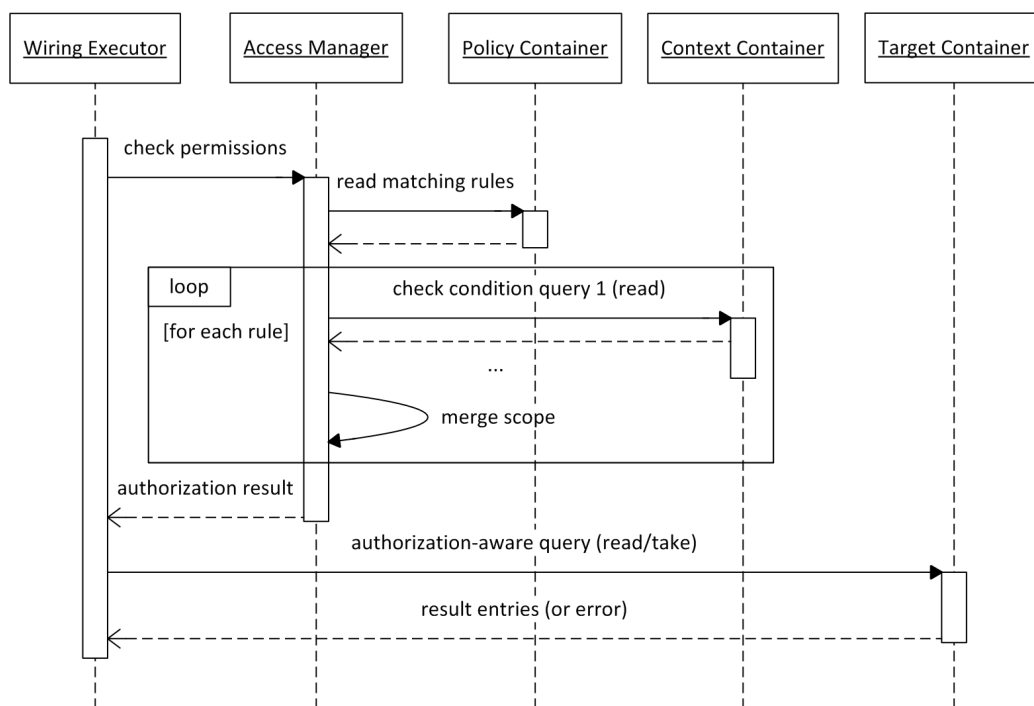 Wiring Executor
Access Manager
Policy Container
Context Container
Target Container
check permissions
read matching rules
loop
check condition query 1 (read)
[for each rule]
...
merge scope
authorization result
authorization-aware query (read/take)
result entries (or error)